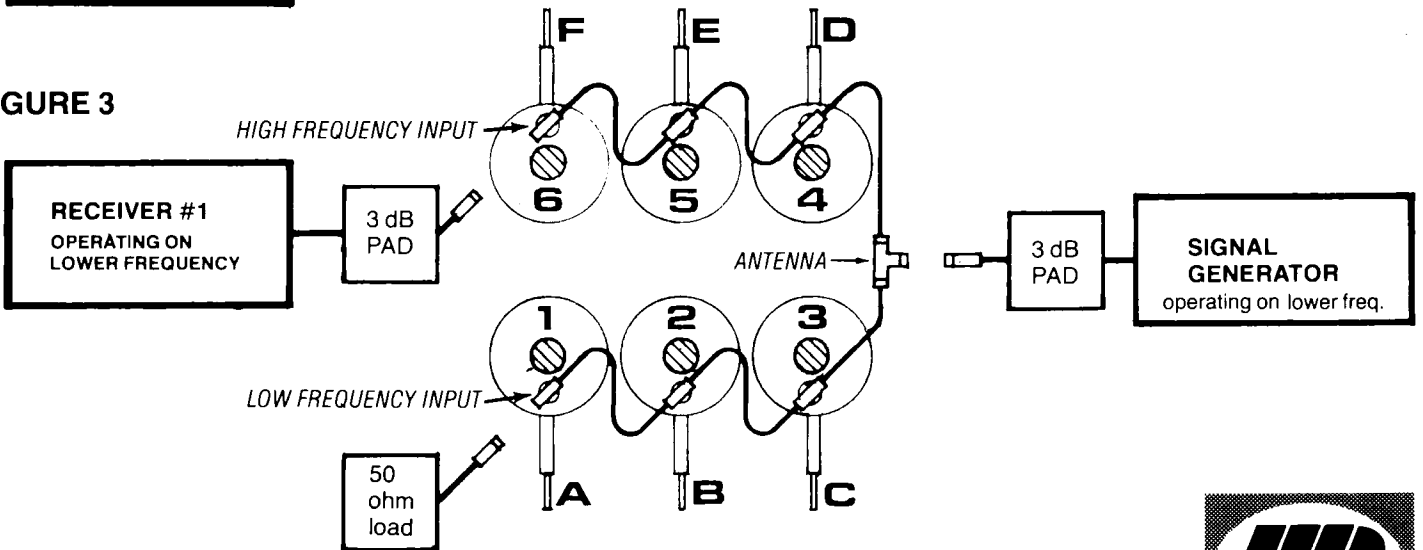 F E D
GURE 3
HIGH FREQUENCY INPUT
RECEIVER #1
OPERATING ON
LOWER FREQUENCY
3 dB
PAD
6 5 4
ANTENNA
3 dB
PAD
SIGNAL
GENERATOR
operating on lower freq.
1 2 3
LOW FREQUENCY INPUT
50
ohm
load
A B C